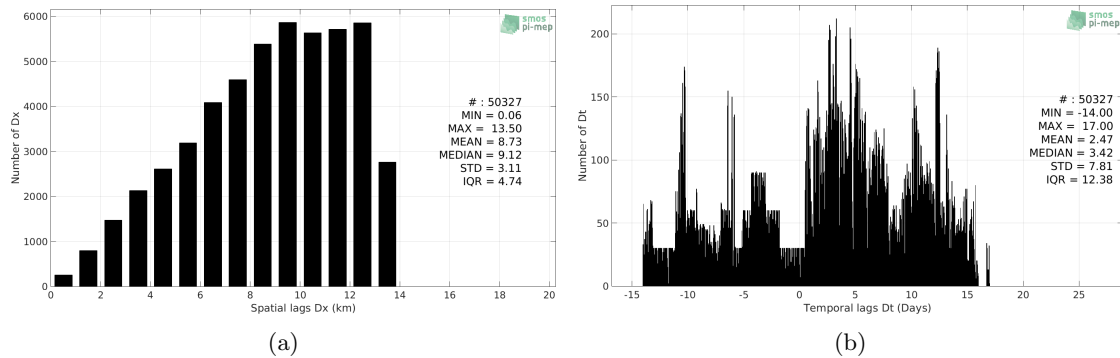 6000
5000
4000
3000
2000
1000
0
Number of Dx
0 2 4 6 8 10 12 14 16 18 20
Spatial lags Dx (km)
smos
pi-mep
# : 50327
MIN = 0.06
MAX = 13.50
MEAN = 8.73
MEDIAN = 9.12
STD = 3.11
IQR = 4.74
(a)
200
150
100
50
0
Number of Dt
-15 -10 -5 0 5 10 15 20 25
Temporal lags Dt (Days)
smos
pi-mep
# : 50327
MIN = -14.00
MAX = 17.00
MEAN = 2.47
MEDIAN = 3.42
STD = 7.81
IQR = 12.38
(b)